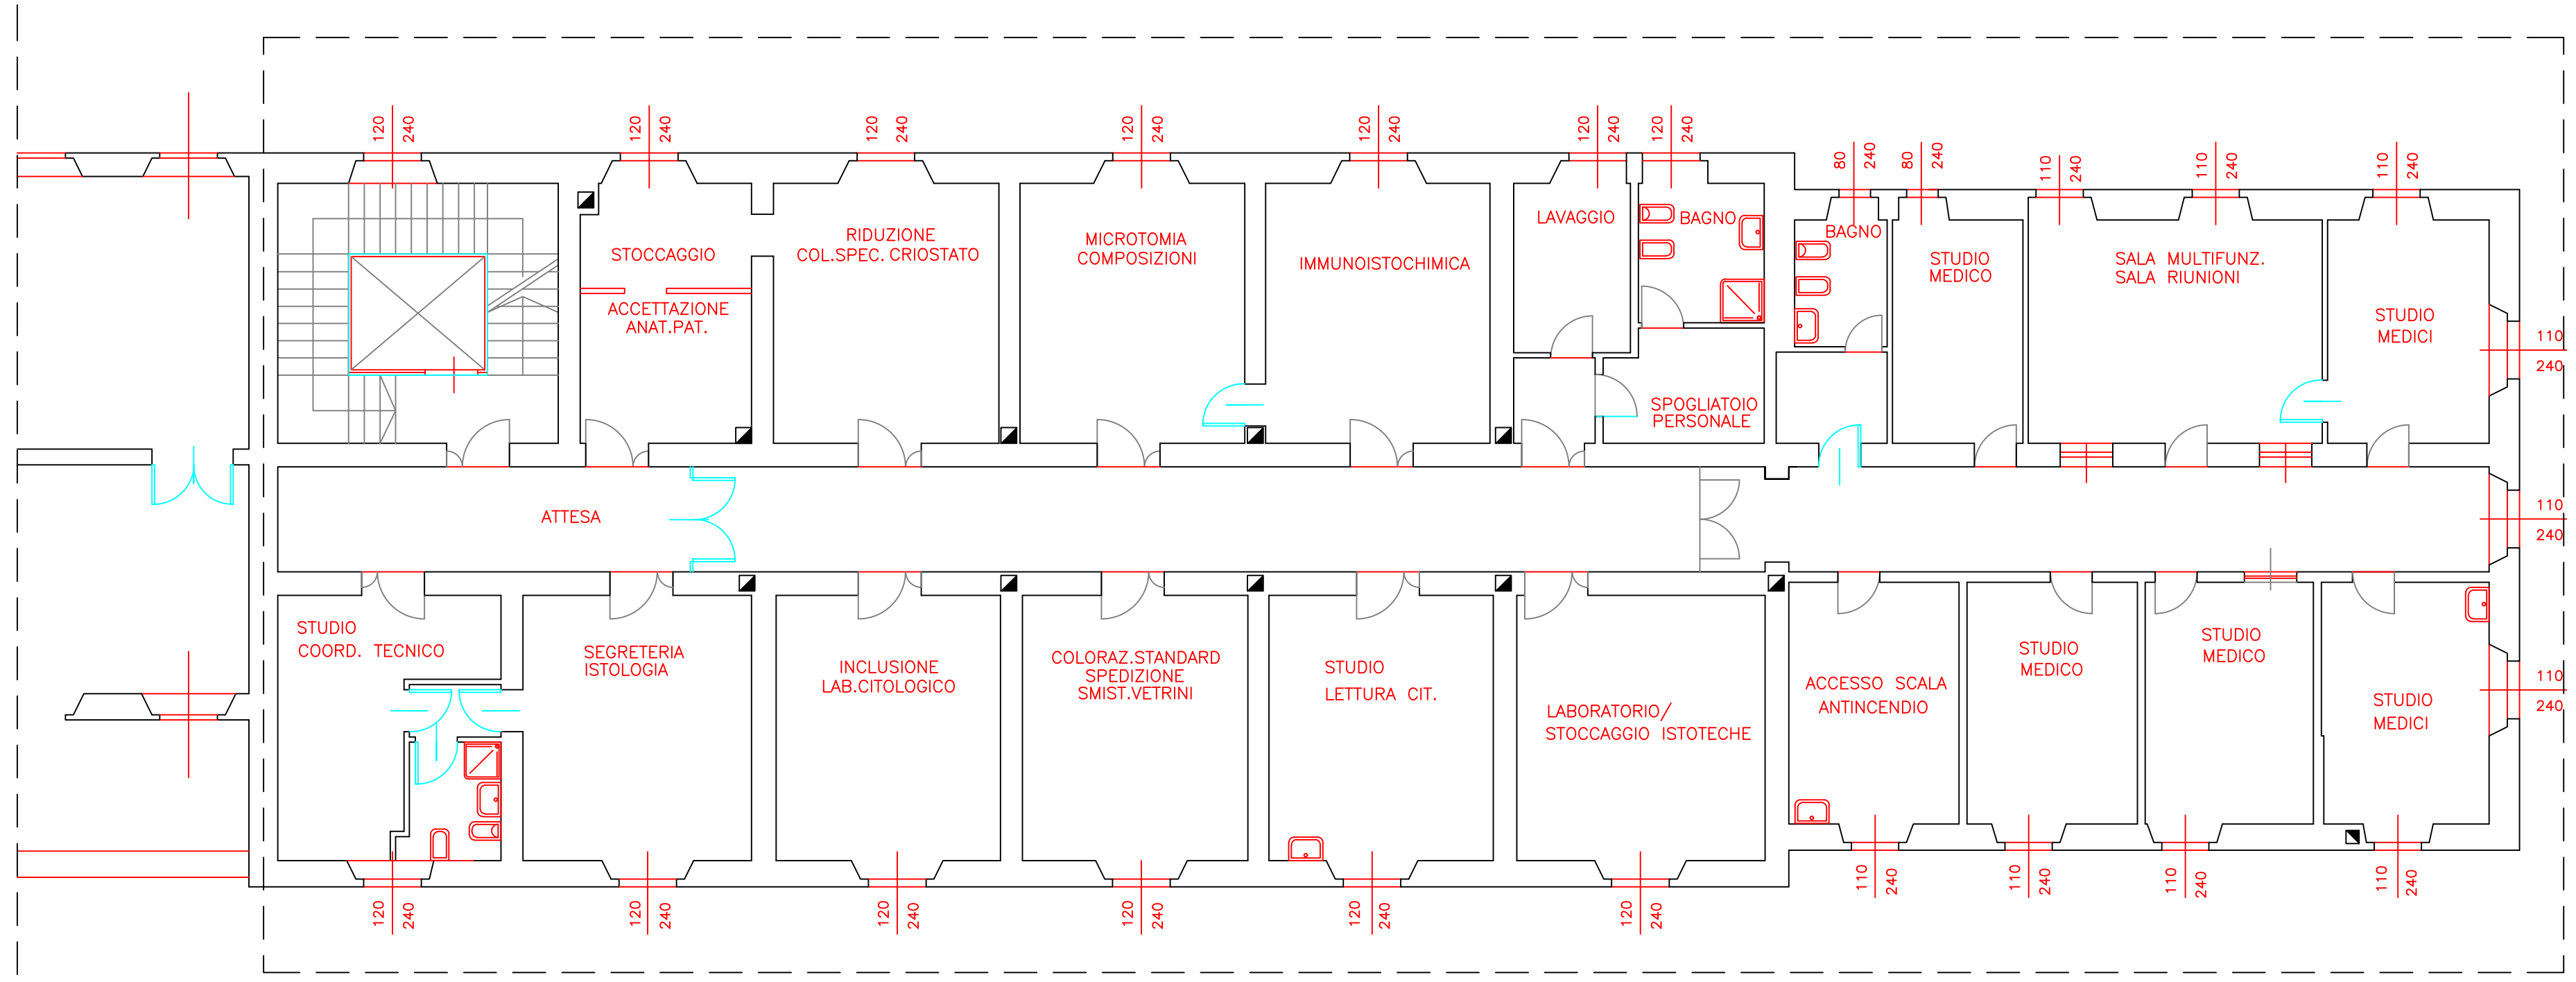 120
240
120
240
120
240
120
240
120
240
120
240
120
240
80
240
80
240
110
240
110
240
110
240
LAVAGGIO
BAGNO
BAGNO
RIDUZIONE
COL.SPEC. CRIOSTATO
MICROTOMIA
COMPOSIZIONI
STOCCAGGIO
IMMUNOISTOCHIMICA
STUDIO
MEDICO
SALA MULTIFUNZ.
SALA RIUNIONI
ACCETTAZIONE
ANAT.PAT.
STUDIO
MEDICI
110
240
SPOGLIATOIO
PERSONALE
ATTESA
110
240
STUDIO
COORD. TECNICO
SEGRETERIA
ISTOLOGIA
INCLUSIONE
LAB.CITOLOGICO
COLORAZ.STANDARD
SPEDIZIONE
SMIST.VETRINI
STUDIO
LETTURA CIT.
LABORATORIO/
STOCCAGGIO ISTOTECHE
ACCESSO SCALA
ANTINCENDIO
STUDIO
MEDICO
STUDIO
MEDICO
STUDIO
MEDICI
110
240
120
240
120
240
120
240
120
240
120
240
120
240
110
240
110
240
110
240
110
240